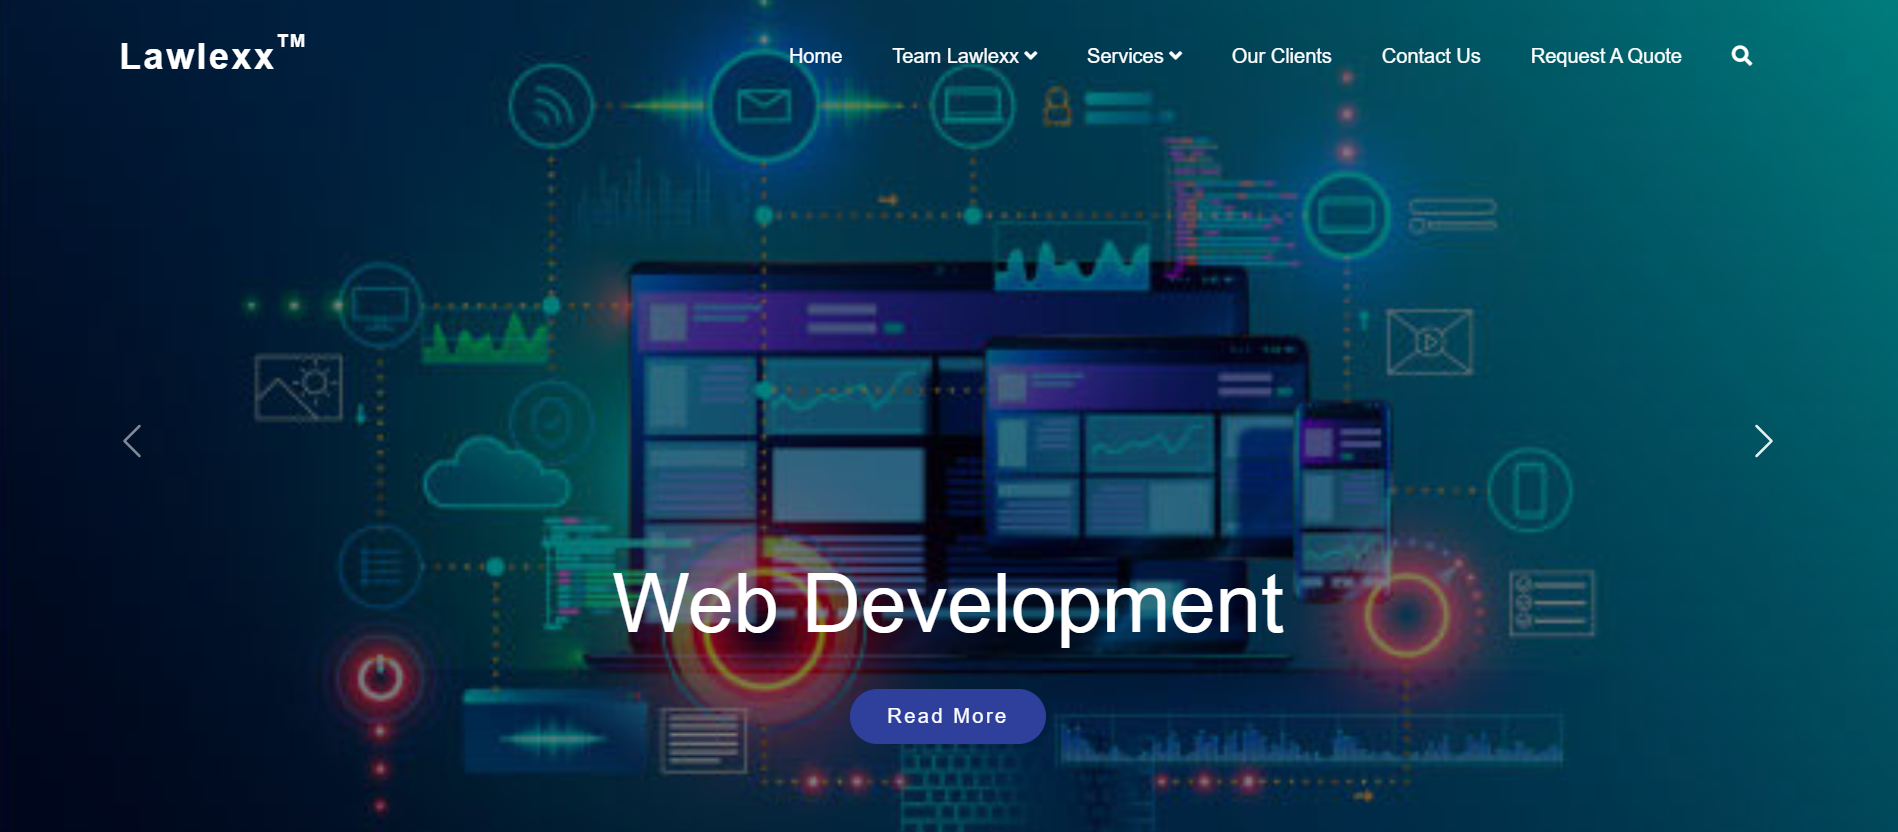 Lawlexx™
Home Team Lawlexx Services Our Clients Contact Us Request A Quote
Web Development
Read More